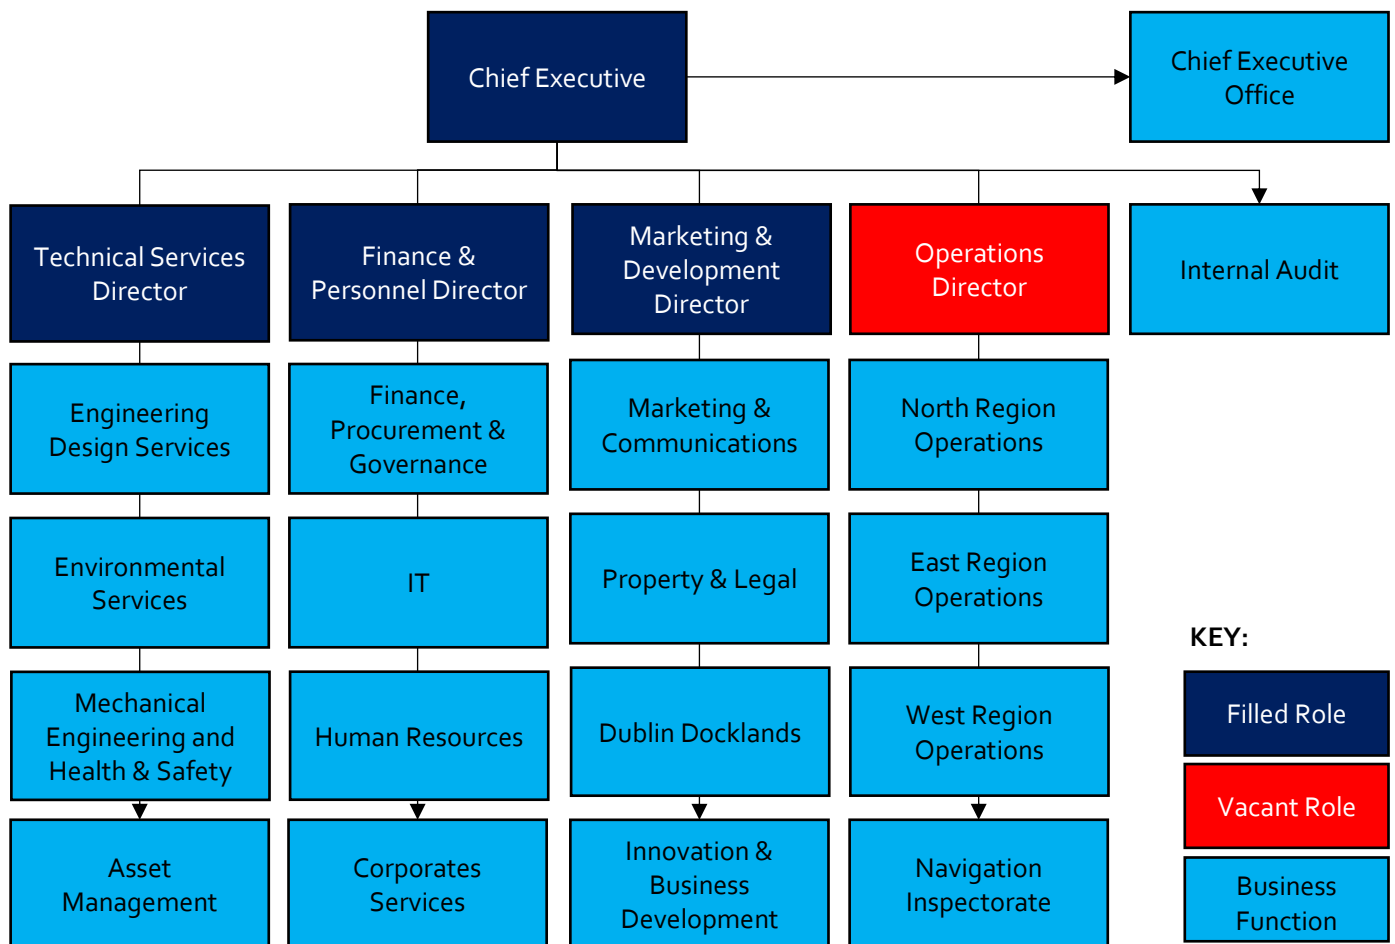 Chief Executive
Chief Executive
Office
Technical Services
Director
Finance &
Personnel Director
Marketing &
Development
Director
Operations
Director
Internal Audit
Engineering
Design Services
Finance,
Procurement &
Governance
Marketing &
Communications
North Region
Operations
Environmental
Services
IT
Property & Legal
East Region
Operations
KEY:
Mechanical
Engineering and
Health & Safety
Human Resources
Dublin Docklands
West Region
Operations
Filled Role
Vacant Role
Asset
Management
Corporates
Services
Innovation &
Business
Development
Navigation
Inspectorate
Business
Function